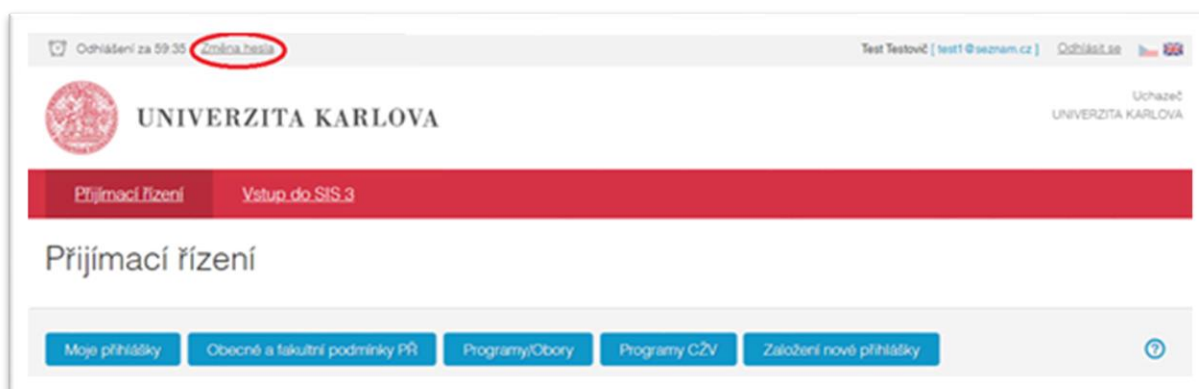 Odhlášení za 59:35 Změna hesla
Test Testovič [ test1@seznam.cz ] Odhlásit se
UNIVERZITA KARLOVA
Uchazeč
UNIVERZITA KARLOVA
Přijímací řízení Vstup do SIS 3
Přijímací řízení
Moje přihlášky Obecné a fakultní podmínky PŘ Programy/Obory Programy CŽV Založení nové přihlášky ?